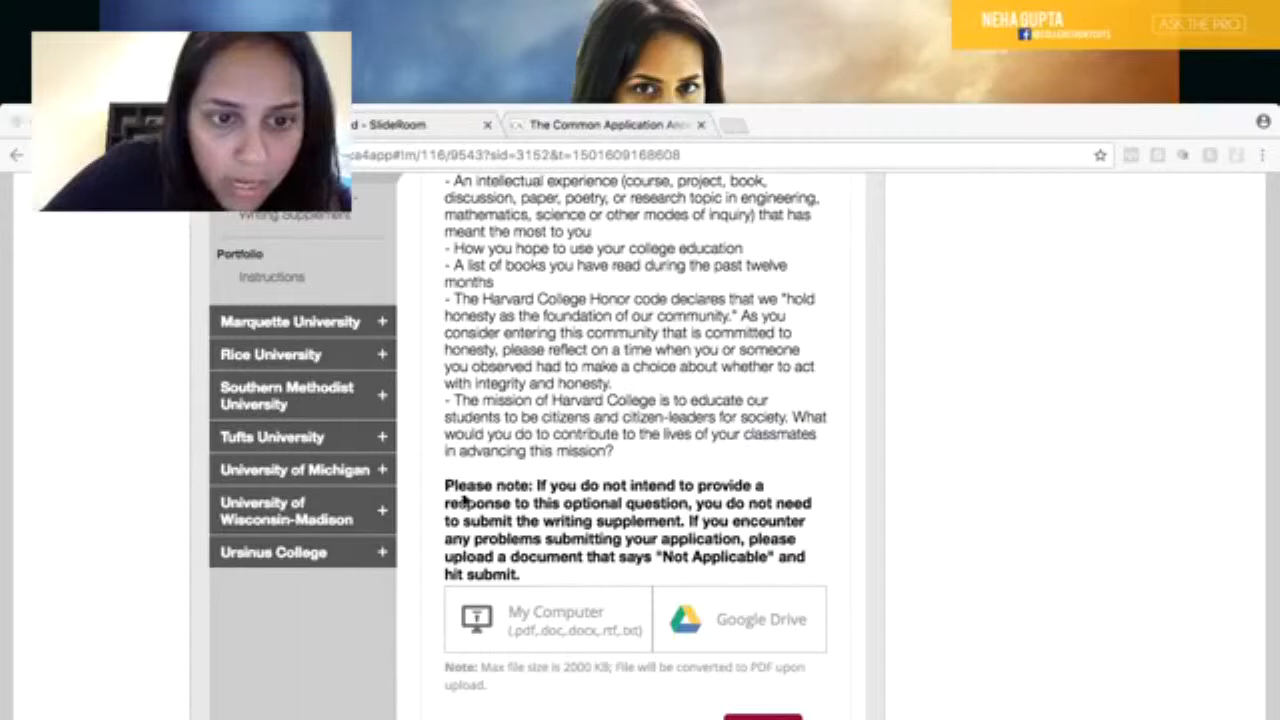 NEHA GUPTA
ASK THE PRO
d - SlideRoom
The Common Application
ca4app#!m/116/9543?sid=3152&t=1501609168608
Writing Supplement
Portfolio
Instructions
Marquette University +
Rice University +
Southern Methodist
University +
Tufts University +
University of Michigan +
University of
Wisconsin-Madison +
Ursinus College +
- An intellectual experience (course, project, book,
discussion, paper, poetry, or research topic in engineering,
mathematics, science or other modes of inquiry) that has
meant the most to you
- How you hope to use your college education
- A list of books you have read during the past twelve
months
- The Harvard College Honor code declares that we "hold
honesty as the foundation of our community." As you
consider entering this community that is committed to
honesty, please reflect on a time when you or someone
you observed had to make a choice about whether to act
with integrity and honesty.
- The mission of Harvard College is to educate our
students to be citizens and citizen-leaders for society. What
would you do to contribute to the lives of your classmates
in advancing this mission?
Please note: If you do not intend to provide a
response to this optional question, you do not need
to submit the writing supplement. If you encounter
any problems submitting your application, please
upload a document that says "Not Applicable" and
hit submit.
My Computer
(.pdf,.doc,.docx,.rtf,.txt)
Google Drive
Note: Max file size is 2000 KB; File will be converted to PDF upon
upload.